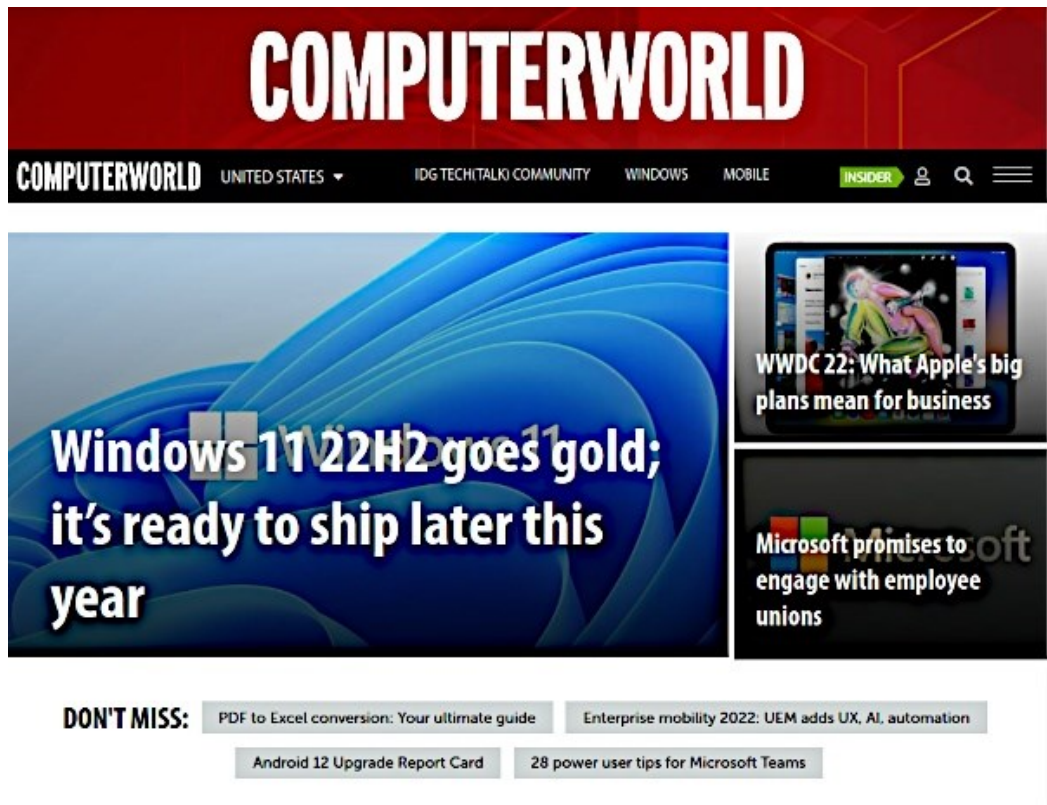 COMPUTERWORLD
COMPUTERWORLD UNITED STATES IDG TECH(TALK) COMMUNITY WINDOWS MOBILE INSIDER
Windows 11
Windows 11 22H2 goes gold;
it's ready to ship later this
year
WWDC 22: What Apple's big
plans mean for business
Microsoft
Microsoft promises to
engage with employee
unions
DON'T MISS: PDF to Excel conversion: Your ultimate guide Enterprise mobility 2022: UEM adds UX, AI, automation
Android 12 Upgrade Report Card 28 power user tips for Microsoft Teams